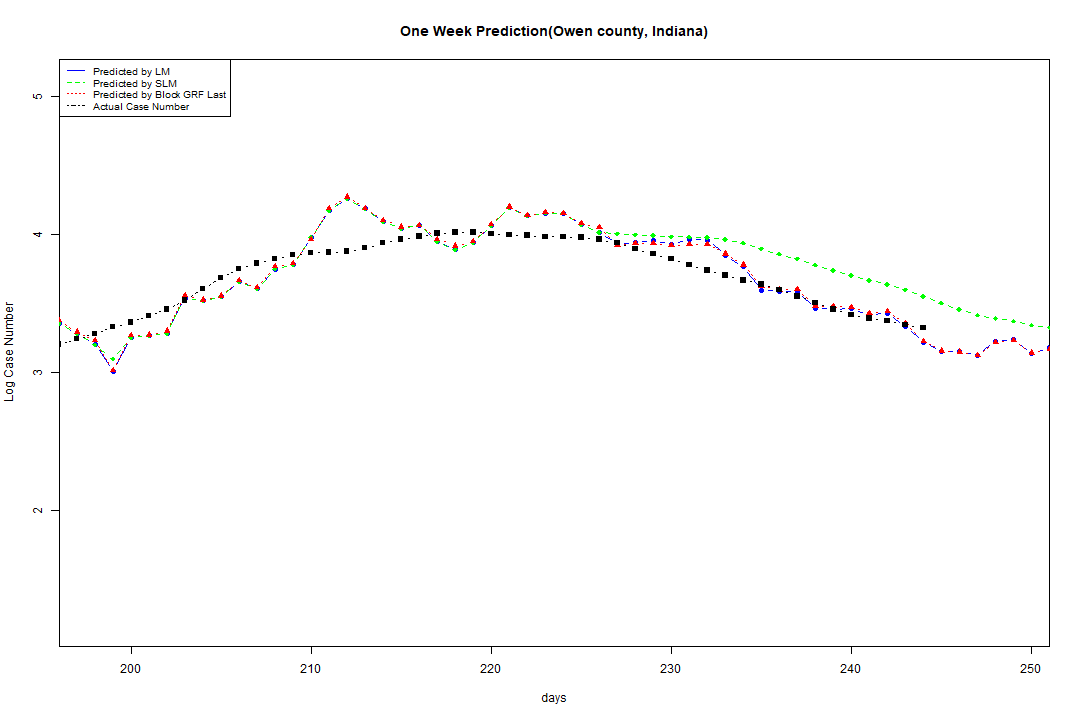 One Week Prediction(Owen county, Indiana)
Predicted by LM
Predicted by SLM
Predicted by Block GRF Last
Actual Case Number
5
4
3
2
Log Case Number
200 210 220 230 240 250
days